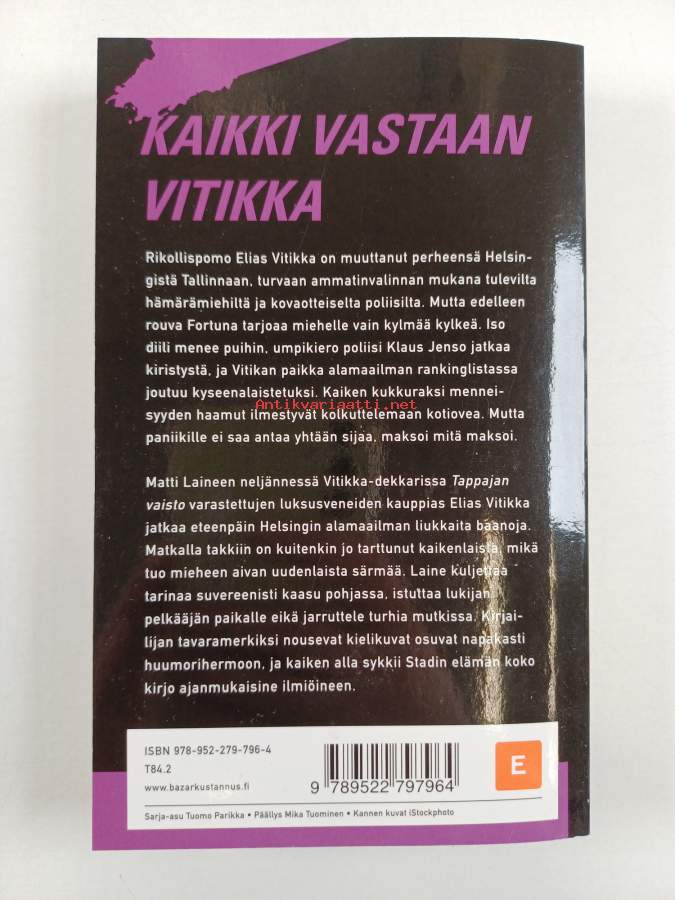 KAIKKI VASTAAN
VITIKKA
Rikollispomo Elias Vitikka on muuttanut perheensä Helsin-
gistä Tallinnaan, turvaan ammatinvalinnan mukana tulevilta
hämärämiehiltä ja kovaotteiselta poliisilta. Mutta edelleen
rouva Fortuna tarjoaa miehelle vain kylmää kylkeä. Iso
diili menee puihin, umpikiero poliisi Klaus Jenso jatkaa
kiristystä, ja Vitikan paikka alamaailman rankinglistassa
joutuu kyseenalaistetuksi. Kaiken kukkuraksi mennei-
Antikvariaatti.net
syyden haamut ilmestyvät kolkuttelemaan kotiovea. Mutta
paniikille ei saa antaa yhtään sijaa, maksoi mitä maksoi.
Matti Laineen neljännessä Vitikka-dekkarissa Tappajan
vaisto varastettujen luksusveneiden kauppias Elias Vitikka
jatkaa eteenpäin Helsingin alamaailman liukkaita baanoja.
Matkalla takkiin on kuitenkin jo tarttunut kaikenlaista, mikä
tuo mieheen aivan uudenlaista särmää. Laine kuljettaa
tarinaa suvereenisti kaasu pohjassa, istuttaa lukijan
pelkääjän paikalle eikä jarruttele turhia mutkissa. Kirjai-
lijan tavaramerkiksi nousevat kielikuvat osuvat napakasti
huumorihermoon, ja kaiken alla sykkii Stadin elämän koko
kirjo ajanmukaisine ilmiöineen.
ISBN 978-952-279-796-4
T84.2
www.bazarkustannus.fi
9 789522 797964
E
Sarja-asu Tuomo Parikka • Päällys Mika Tuominen • Kannen kuvat iStockphoto